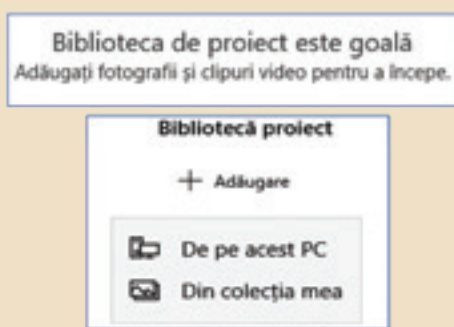 Biblioteca de proiect este goală
Adăugați fotografii și clipuri video pentru a începe.
Bibliotecă proiect
+ Adăugare
De pe acest PC
Din colecția mea